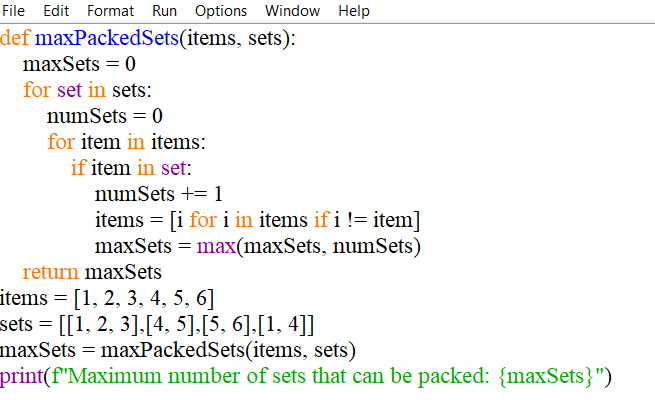 File Edit Format Run Options Window Help
def maxPackedSets(items, sets):
    maxSets = 0
    for set in sets:
        numSets = 0
        for item in items:
            if item in set:
                numSets += 1
                items = [i for i in items if i != item]
                maxSets = max(maxSets, numSets)
    return maxSets
items = [1, 2, 3, 4, 5, 6]
sets = [[1, 2, 3],[4, 5],[5, 6],[1, 4]]
maxSets = maxPackedSets(items, sets)
print(f"Maximum number of sets that can be packed: {maxSets}")